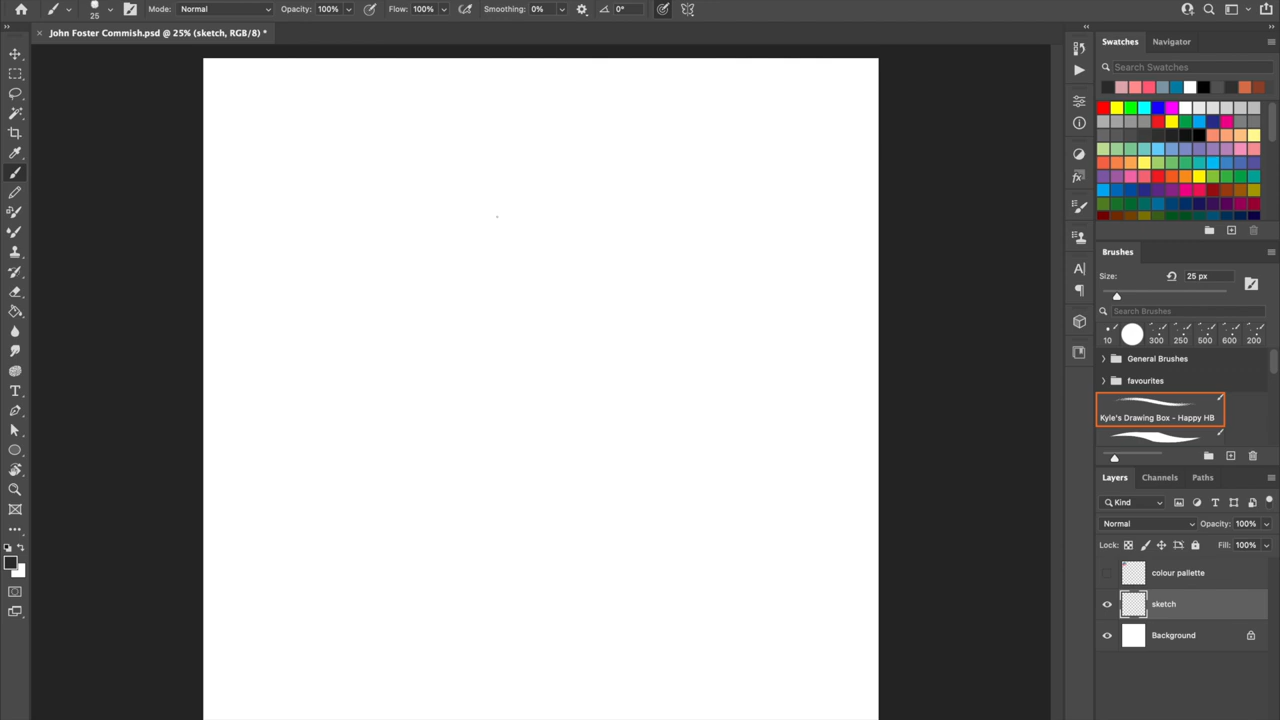 25 Mode: Normal Opacity: 100% Flow: 100% Smoothing: 0% 0°
× John Foster Commish.psd @ 25% (sketch, RGB/8) *
Swatches Navigator
Search Swatches
Brushes
Size: 25 px
Search Brushes
10 300 250 500 600 200
General Brushes
favourites
Kyle's Drawing Box - Happy HB
Layers Channels Paths
Kind
Normal Opacity: 100%
Lock: Fill: 100%
colour pallette
sketch
Background